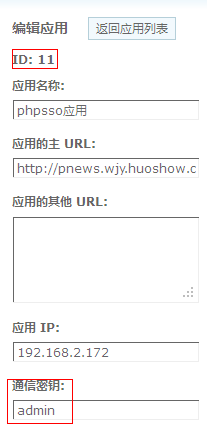 编辑应用 返回应用列表
ID: 11
应用名称:
phpsso应用
应用的主 URL:
http://pnews.wjy.huoshow.c
应用的其他 URL:
应用 IP:
192.168.2.172
通信密钥:
admin